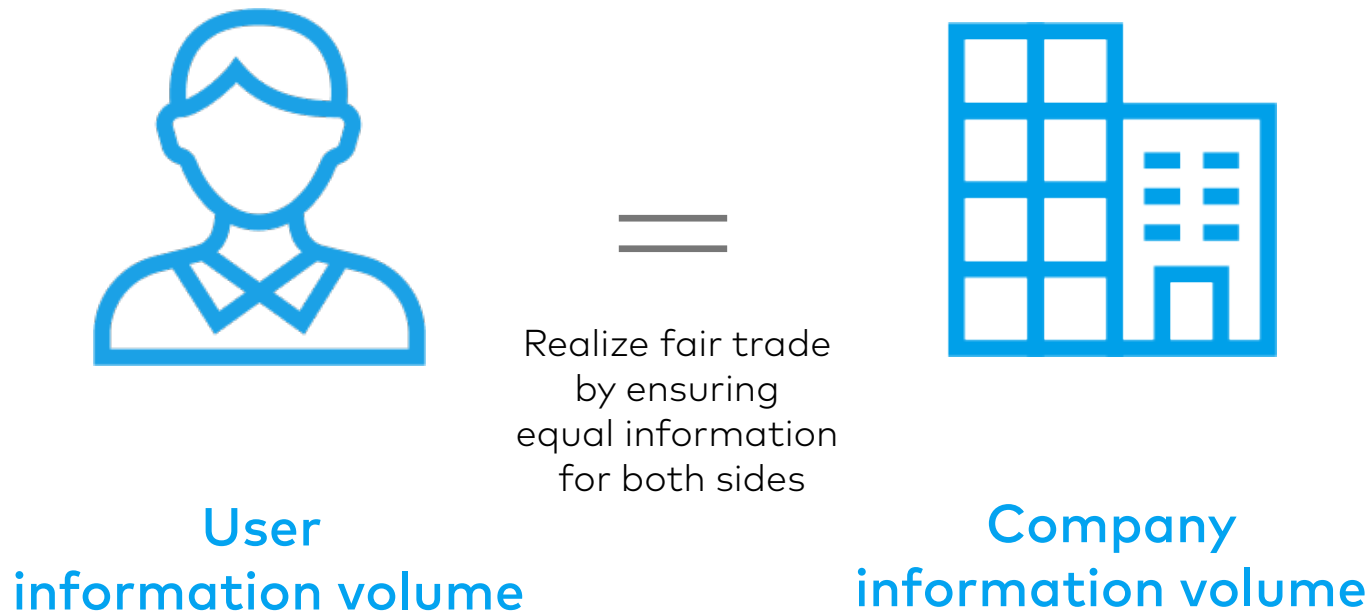 Realize fair trade
by ensuring
equal information
for both sides
User
information volume
Company
information volume